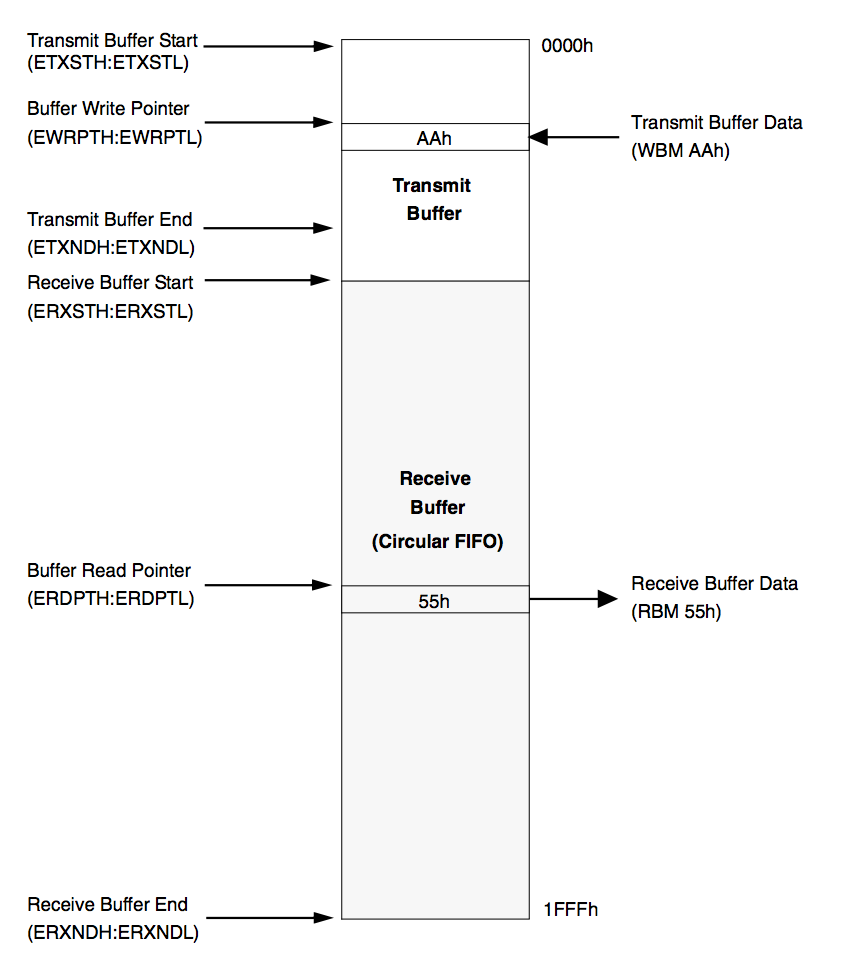 Transmit Buffer Start
(ETXSTH:ETXSTL)
0000h
Buffer Write Pointer
(EWRPTH:EWRPTL)
AAh
Transmit Buffer Data
(WBM AAh)
Transmit
Buffer
Transmit Buffer End
(ETXNDH:ETXNDL)
Receive Buffer Start
(ERXSTH:ERXSTL)
Receive
Buffer
(Circular FIFO)
Buffer Read Pointer
(ERDPTH:ERDPTL)
55h
Receive Buffer Data
(RBM 55h)
Receive Buffer End
(ERXNDH:ERXNDL)
1FFFh